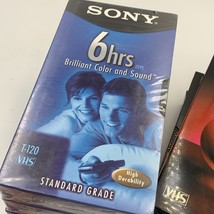 SONY
6hrs
Brilliant Color and Sound
T-120
VHS
High
Durability
STANDARD GRADE
VHS